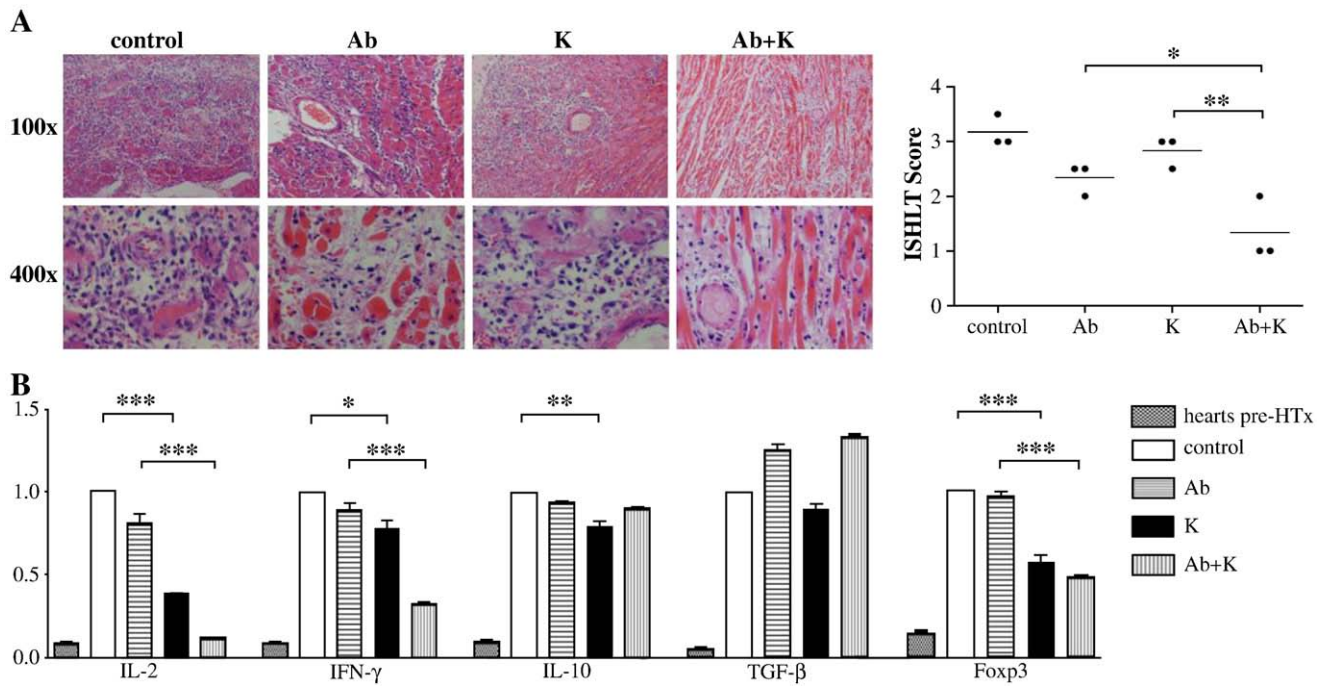 A
control Ab K Ab+K
100x
400x
*
**
4
3
2
1
0
ISHLT Score
control Ab K Ab+K
B
*** * ** ***
*** *** ***
1.5
1.0
0.5
0.0
IL-2 IFN-γ IL-10 TGF-β Foxp3
hearts pre-HTx
control
Ab
K
Ab+K